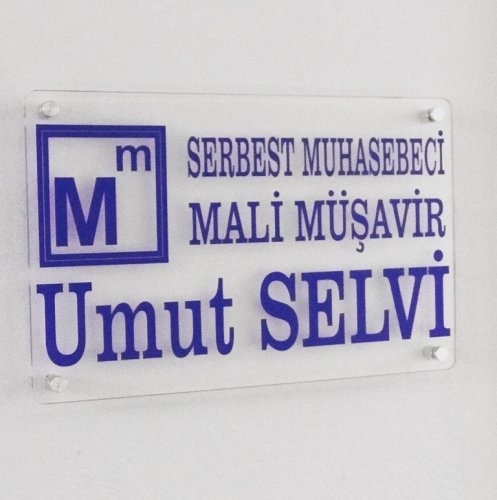 Mm
SERBEST MUHASEBECİ
MALİ MÜŞAVİR
Umut SELVİ